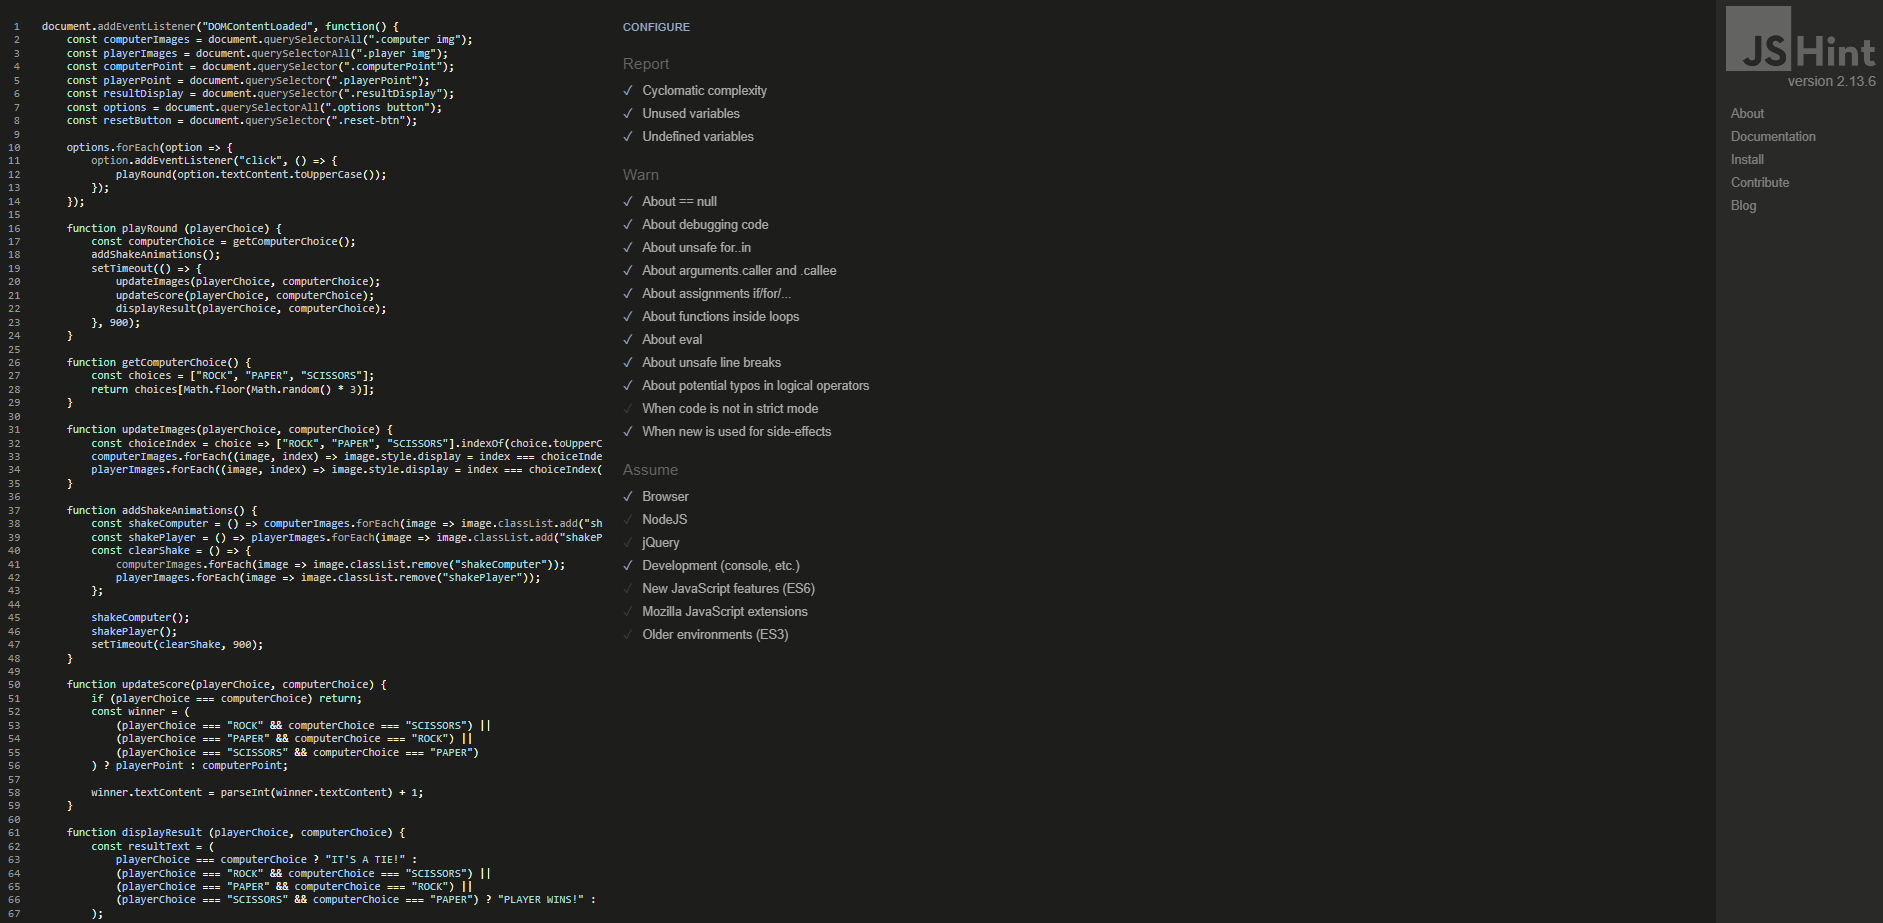 1 document.addEventListener("DOMContentLoaded", function() {
2 const computerImages = document.querySelectorAll(".computer img");
3 const playerImages = document.querySelectorAll(".player img");
4 const computerPoint = document.querySelector(".computerPoint");
5 const playerPoint = document.querySelector(".playerPoint");
6 const resultDisplay = document.querySelector(".resultDisplay");
7 const options = document.querySelectorAll(".options button");
8 const resetButton = document.querySelector(".reset-btn");
9
10 options.forEach(option => {
11 option.addEventListener("click", () => {
12 playRound(option.textContent.toUpperCase());
13 });
14 });
15
16 function playRound (playerChoice) {
17 const computerChoice = getComputerChoice();
18 addShakeAnimations();
19 setTimeout(() => {
20 updateImages(playerChoice, computerChoice);
21 updateScore(playerChoice, computerChoice);
22 displayResult(playerChoice, computerChoice);
23 }, 900);
24 }
25
26 function getComputerChoice() {
27 const choices = ["ROCK", "PAPER", "SCISSORS"];
28 return choices[Math.floor(Math.random() * 3)];
29 }
30
31 function updateImages(playerChoice, computerChoice) {
32 const choiceIndex = choice => ["ROCK", "PAPER", "SCISSORS"].indexOf(choice.toUpperC
33 computerImages.forEach((image, index) => image.style.display = index === choiceInde
34 playerImages.forEach((image, index) => image.style.display = index === choiceIndex(
35 }
36
37 function addShakeAnimations() {
38 const shakeComputer = () => computerImages.forEach(image => image.classList.add("sh
39 const shakePlayer = () => playerImages.forEach(image => image.classList.add("shakeP
40 const clearShake = () => {
41 computerImages.forEach(image => image.classList.remove("shakeComputer"));
42 playerImages.forEach(image => image.classList.remove("shakePlayer"));
43 };
44
45 shakeComputer();
46 shakePlayer();
47 setTimeout(clearShake, 900);
48 }
49
50 function updateScore(playerChoice, computerChoice) {
51 if (playerChoice === computerChoice) return;
52 const winner = (
53 (playerChoice === "ROCK" && computerChoice === "SCISSORS") ||
54 (playerChoice === "PAPER" && computerChoice === "ROCK") ||
55 (playerChoice === "SCISSORS" && computerChoice === "PAPER")
56 ) ? playerPoint : computerPoint;
57
58 winner.textContent = parseInt(winner.textContent) + 1;
59 }
60
61 function displayResult (playerChoice, computerChoice) {
62 const resultText = (
63 playerChoice === computerChoice ? "IT'S A TIE!" :
64 (playerChoice === "ROCK" && computerChoice === "SCISSORS") ||
65 (playerChoice === "PAPER" && computerChoice === "ROCK") ||
66 (playerChoice === "SCISSORS" && computerChoice === "PAPER") ? "PLAYER WINS!" :
67 );
CONFIGURE
Report
✓ Cyclomatic complexity
✓ Unused variables
✓ Undefined variables
Warn
✓ About == null
✓ About debugging code
✓ About unsafe for..in
✓ About arguments.caller and .callee
✓ About assignments if/for/...
✓ About functions inside loops
✓ About eval
✓ About unsafe line breaks
✓ About potential typos in logical operators
✓ When code is not in strict mode
✓ When new is used for side-effects
Assume
✓ Browser
✓ NodeJS
✓ jQuery
✓ Development (console, etc.)
✓ New JavaScript features (ES6)
✓ Mozilla JavaScript extensions
✓ Older environments (ES3)
JSHint
version 2.13.6
About
Documentation
Install
Contribute
Blog